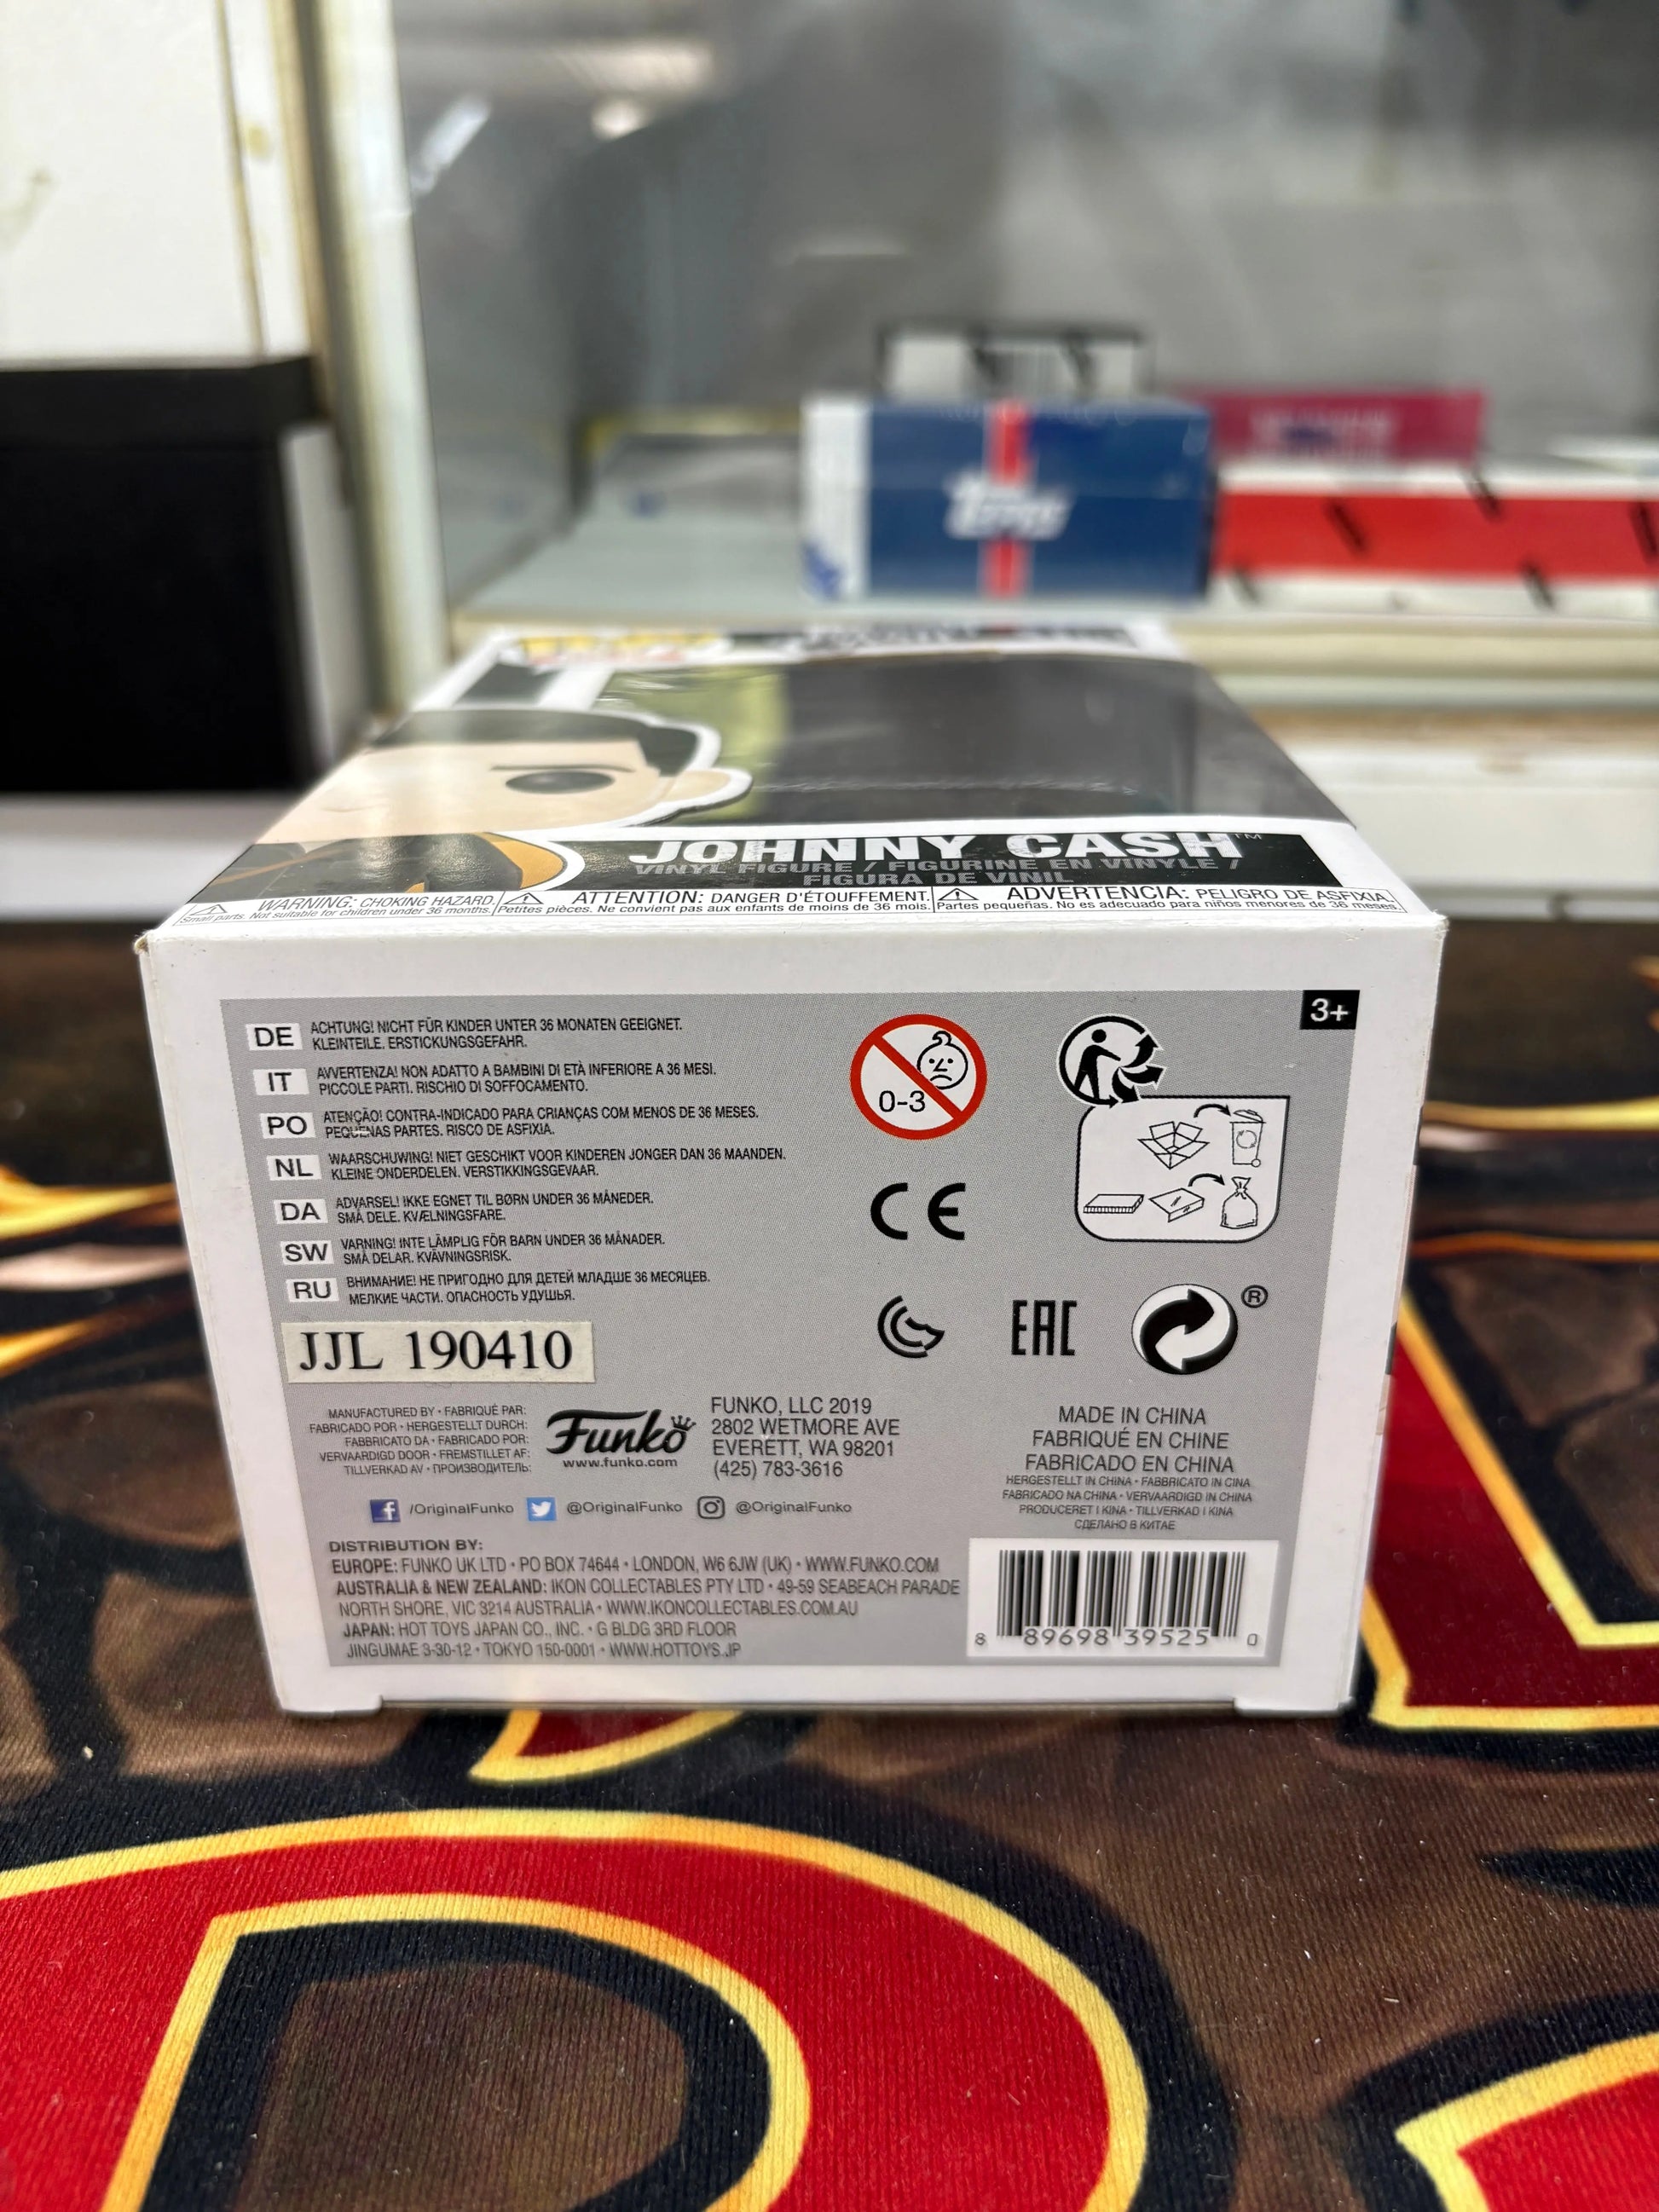 Topps
JOHNNY CASH™
VINYL FIGURE / FIGURINE EN VINYLE /
FIGURA DE VINIL
WARNING: CHOKING HAZARD.
Small parts. Not suitable for children under 36 months.
ATTENTION: DANGER D'ÉTOUFFEMENT.
Petites pièces. Ne convient pas aux enfants de moins de 36 mois.
ADVERTENCIA: PELIGRO DE ASFIXIA.
Partes pequeñas. No es adecuado para niños menores de 36 meses.
3+
DE ACHTUNG! NICHT FÜR KINDER UNTER 36 MONATEN GEEIGNET.
KLEINTEILE. ERSTICKUNGSGEFAHR.
IT AVVERTENZA! NON ADATTO A BAMBINI DI ETÀ INFERIORE A 36 MESI.
PICCOLE PARTI. RISCHIO DI SOFFOCAMENTO.
PO ATENÇÃO! CONTRA-INDICADO PARA CRIANÇAS COM MENOS DE 36 MESES.
PEQUENAS PARTES. RISCO DE ASFIXIA.
NL WAARSCHUWING! NIET GESCHIKT VOOR KINDEREN JONGER DAN 36 MAANDEN.
KLEINE ONDERDELEN. VERSTIKKINGSGEVAAR.
DA ADVARSEL! IKKE EGNET TIL BØRN UNDER 36 MÅNEDER.
SMÅ DELE. KVÆLNINGSFARE.
SW VARNING! INTE LÄMPLIG FÖR BARN UNDER 36 MÅNADER.
SMÅ DELAR. KVÄVNINGSRISK.
RU ВНИМАНИЕ! НЕ ПРИГОДНО ДЛЯ ДЕТЕЙ МЛАДШЕ 36 МЕСЯЦЕВ.
МЕЛКИЕ ЧАСТИ. ОПАСНОСТЬ УДУШЬЯ.
0-3
CE
EAC
®
JJL 190410
MANUFACTURED BY • FABRIQUÉ PAR:
FABRICADO POR • HERGESTELLT DURCH:
FABBRICATO DA • FABRICADO POR:
VERVAARDIGD DOOR • FREMSTILLET AF:
TILLVERKAD AV • ПРОИЗВОДИТЕЛЬ:
Funko
www.funko.com
FUNKO, LLC 2019
2802 WETMORE AVE
EVERETT, WA 98201
(425) 783-3616
MADE IN CHINA
FABRIQUÉ EN CHINE
FABRICADO EN CHINA
HERGESTELLT IN CHINA • FABBRICATO IN CINA
FABRICADO NA CHINA • VERVAARDIGD IN CHINA
PRODUCERET I KINA • TILLVERKAD I KINA
СДЕЛАНО В КИТАЕ
/OriginalFunko @OriginalFunko @OriginalFunko
DISTRIBUTION BY:
EUROPE: FUNKO UK LTD • PO BOX 74644 • LONDON, W6 6JW (UK) • WWW.FUNKO.COM
AUSTRALIA & NEW ZEALAND: IKON COLLECTABLES PTY LTD • 49-59 SEABEACH PARADE
NORTH SHORE, VIC 3214 AUSTRALIA • WWW.IKONCOLLECTABLES.COM.AU
JAPAN: HOT TOYS JAPAN CO., INC. • G BLDG 3RD FLOOR
JINGUMAE 3-30-12 • TOKYO 150-0001 • WWW.HOTTOYS.JP
8 89698 39525 0